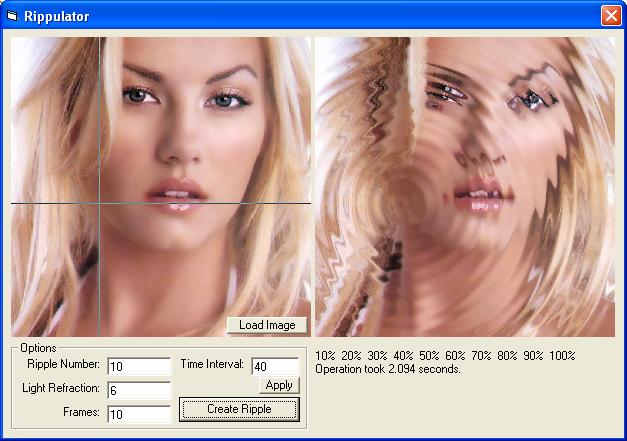 Rippulator
Load Image
Options
Ripple Number: 10 Time Interval: 40
Apply
Light Refraction: 6
Frames: 10 Create Ripple
10% 20% 30% 40% 50% 60% 70% 80% 90% 100%
Operation took 2.094 seconds.